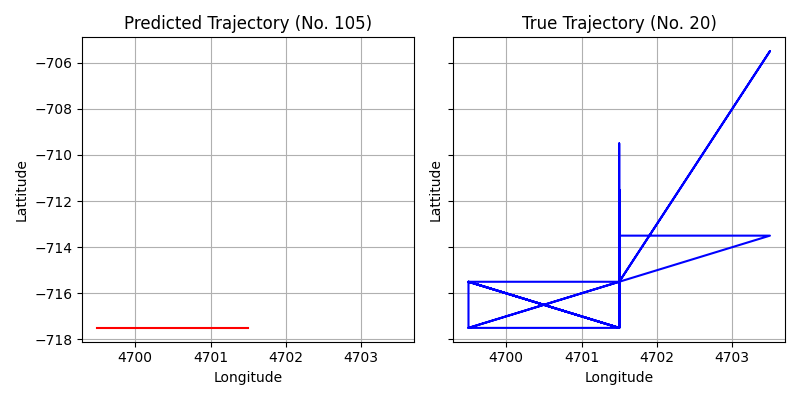 Predicted Trajectory (No. 105)
True Trajectory (No. 20)
−706
−708
−710
−712
−714
−716
−718
Lattitude
Lattitude
4700
4701
4702
4703
4700
4701
4702
4703
Longitude
Longitude